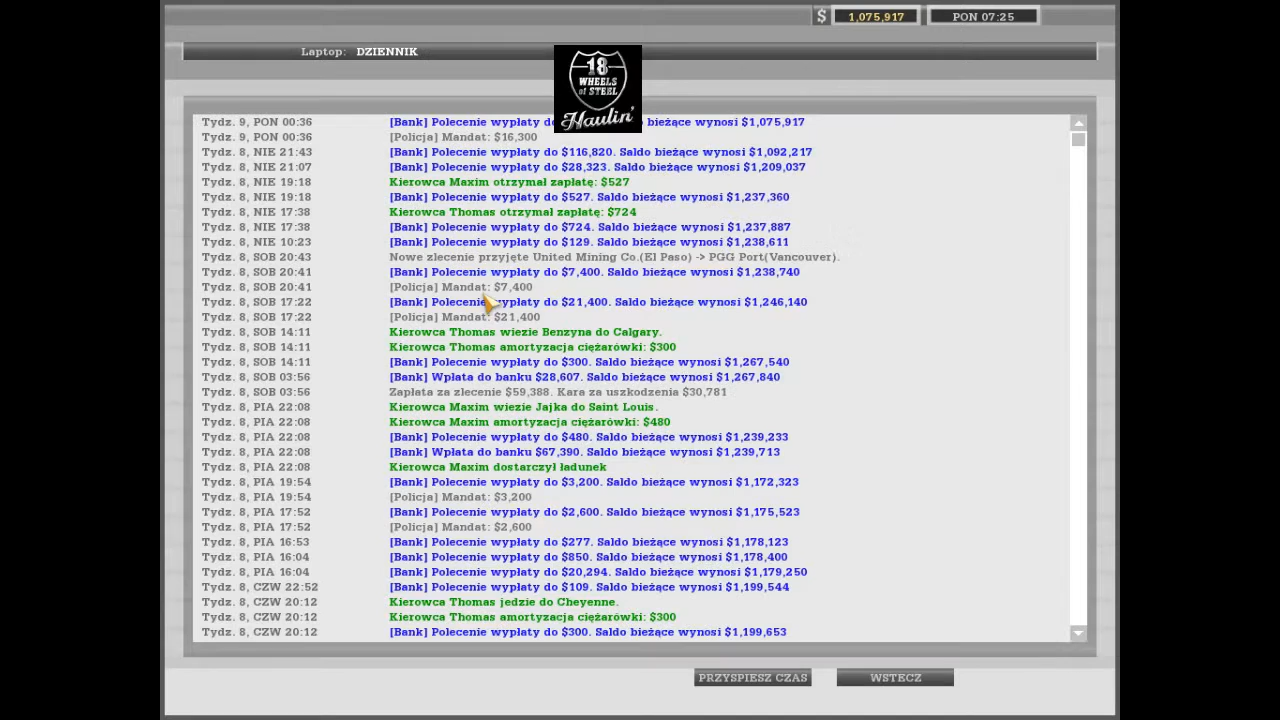 $ 1,075,917 PON 07:25
Laptop: DZIENNIK
18 WHEELS of STEEL Haulin'
Tydz. 9, PON 00:36 [Bank] Polecenie wypłaty do bieżące wynosi $1,075,917
Tydz. 9, PON 00:36 [Policja] Mandat: $16,300
Tydz. 8, NIE 21:43 [Bank] Polecenie wypłaty do $116,820. Saldo bieżące wynosi $1,092,217
Tydz. 8, NIE 21:07 [Bank] Polecenie wypłaty do $28,323. Saldo bieżące wynosi $1,209,037
Tydz. 8, NIE 19:18 Kierowca Maxim otrzymał zapłatę: $527
Tydz. 8, NIE 19:18 [Bank] Polecenie wypłaty do $527. Saldo bieżące wynosi $1,237,360
Tydz. 8, NIE 17:38 Kierowca Thomas otrzymał zapłatę: $724
Tydz. 8, NIE 17:38 [Bank] Polecenie wypłaty do $724. Saldo bieżące wynosi $1,237,887
Tydz. 8, NIE 10:23 [Bank] Polecenie wypłaty do $129. Saldo bieżące wynosi $1,238,611
Tydz. 8, SOB 20:43 Nowe zlecenie przyjęte United Mining Co.(El Paso) -> PGG Port(Vancouver).
Tydz. 8, SOB 20:41 [Bank] Polecenie wypłaty do $7,400. Saldo bieżące wynosi $1,238,740
Tydz. 8, SOB 20:41 [Policja] Mandat: $7,400
Tydz. 8, SOB 17:22 [Bank] Polecenie wypłaty do $21,400. Saldo bieżące wynosi $1,246,140
Tydz. 8, SOB 17:22 [Policja] Mandat: $21,400
Tydz. 8, SOB 14:11 Kierowca Thomas wiezie Benzyna do Calgary.
Tydz. 8, SOB 14:11 Kierowca Thomas amortyzacja ciężarówki: $300
Tydz. 8, SOB 14:11 [Bank] Polecenie wypłaty do $300. Saldo bieżące wynosi $1,267,540
Tydz. 8, SOB 03:56 [Bank] Wpłata do banku $28,607. Saldo bieżące wynosi $1,267,840
Tydz. 8, SOB 03:56 Zapłata za zlecenie $59,388. Kara za uszkodzenia $30,781
Tydz. 8, PIA 22:08 Kierowca Maxim wiezie Jajka do Saint Louis.
Tydz. 8, PIA 22:08 Kierowca Maxim amortyzacja ciężarówki: $480
Tydz. 8, PIA 22:08 [Bank] Polecenie wypłaty do $480. Saldo bieżące wynosi $1,239,233
Tydz. 8, PIA 22:08 [Bank] Wpłata do banku $67,390. Saldo bieżące wynosi $1,239,713
Tydz. 8, PIA 22:08 Kierowca Maxim dostarczył ładunek
Tydz. 8, PIA 19:54 [Bank] Polecenie wypłaty do $3,200. Saldo bieżące wynosi $1,172,323
Tydz. 8, PIA 19:54 [Policja] Mandat: $3,200
Tydz. 8, PIA 17:52 [Bank] Polecenie wypłaty do $2,600. Saldo bieżące wynosi $1,175,523
Tydz. 8, PIA 17:52 [Policja] Mandat: $2,600
Tydz. 8, PIA 16:53 [Bank] Polecenie wypłaty do $277. Saldo bieżące wynosi $1,178,123
Tydz. 8, PIA 16:04 [Bank] Polecenie wypłaty do $850. Saldo bieżące wynosi $1,178,400
Tydz. 8, PIA 16:04 [Bank] Polecenie wypłaty do $20,294. Saldo bieżące wynosi $1,179,250
Tydz. 8, CZW 22:52 [Bank] Polecenie wypłaty do $109. Saldo bieżące wynosi $1,199,544
Tydz. 8, CZW 20:12 Kierowca Thomas jedzie do Cheyenne.
Tydz. 8, CZW 20:12 Kierowca Thomas amortyzacja ciężarówki: $300
Tydz. 8, CZW 20:12 [Bank] Polecenie wypłaty do $300. Saldo bieżące wynosi $1,199,653
PRZYSPIESZ CZAS WSTECZ